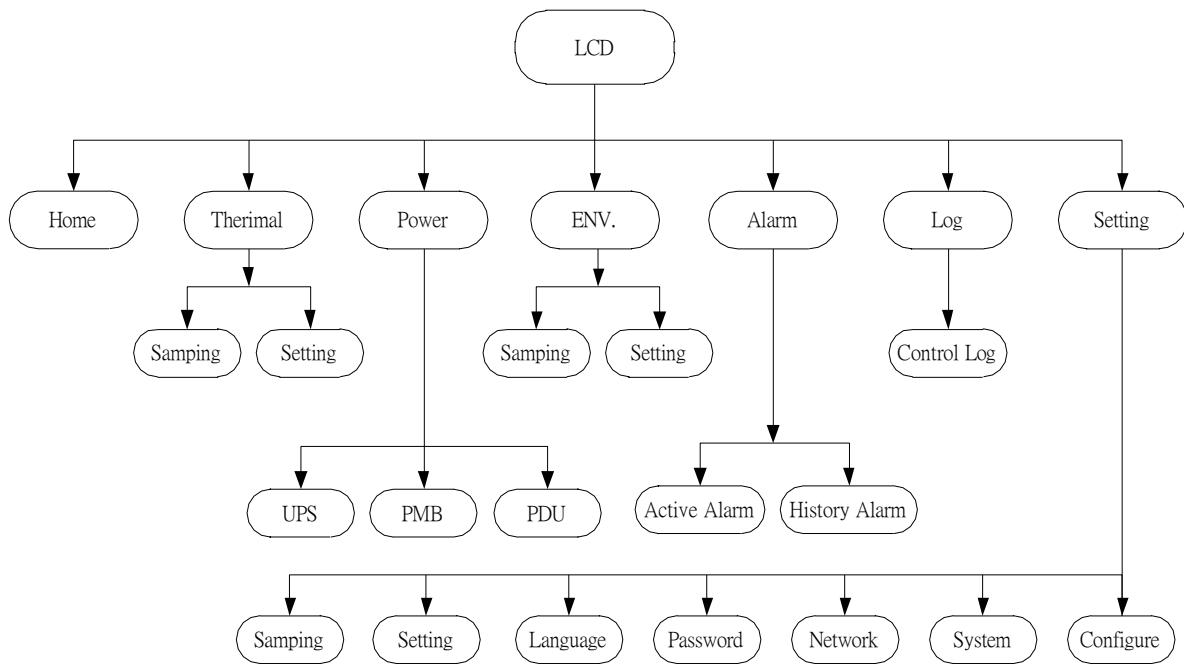 LCD
Home
Therimal
Power
ENV.
Alarm
Log
Setting
Samping
Setting
Samping
Setting
Control Log
UPS
PMB
PDU
Active Alarm
History Alarm
Samping
Setting
Language
Password
Network
System
Configure